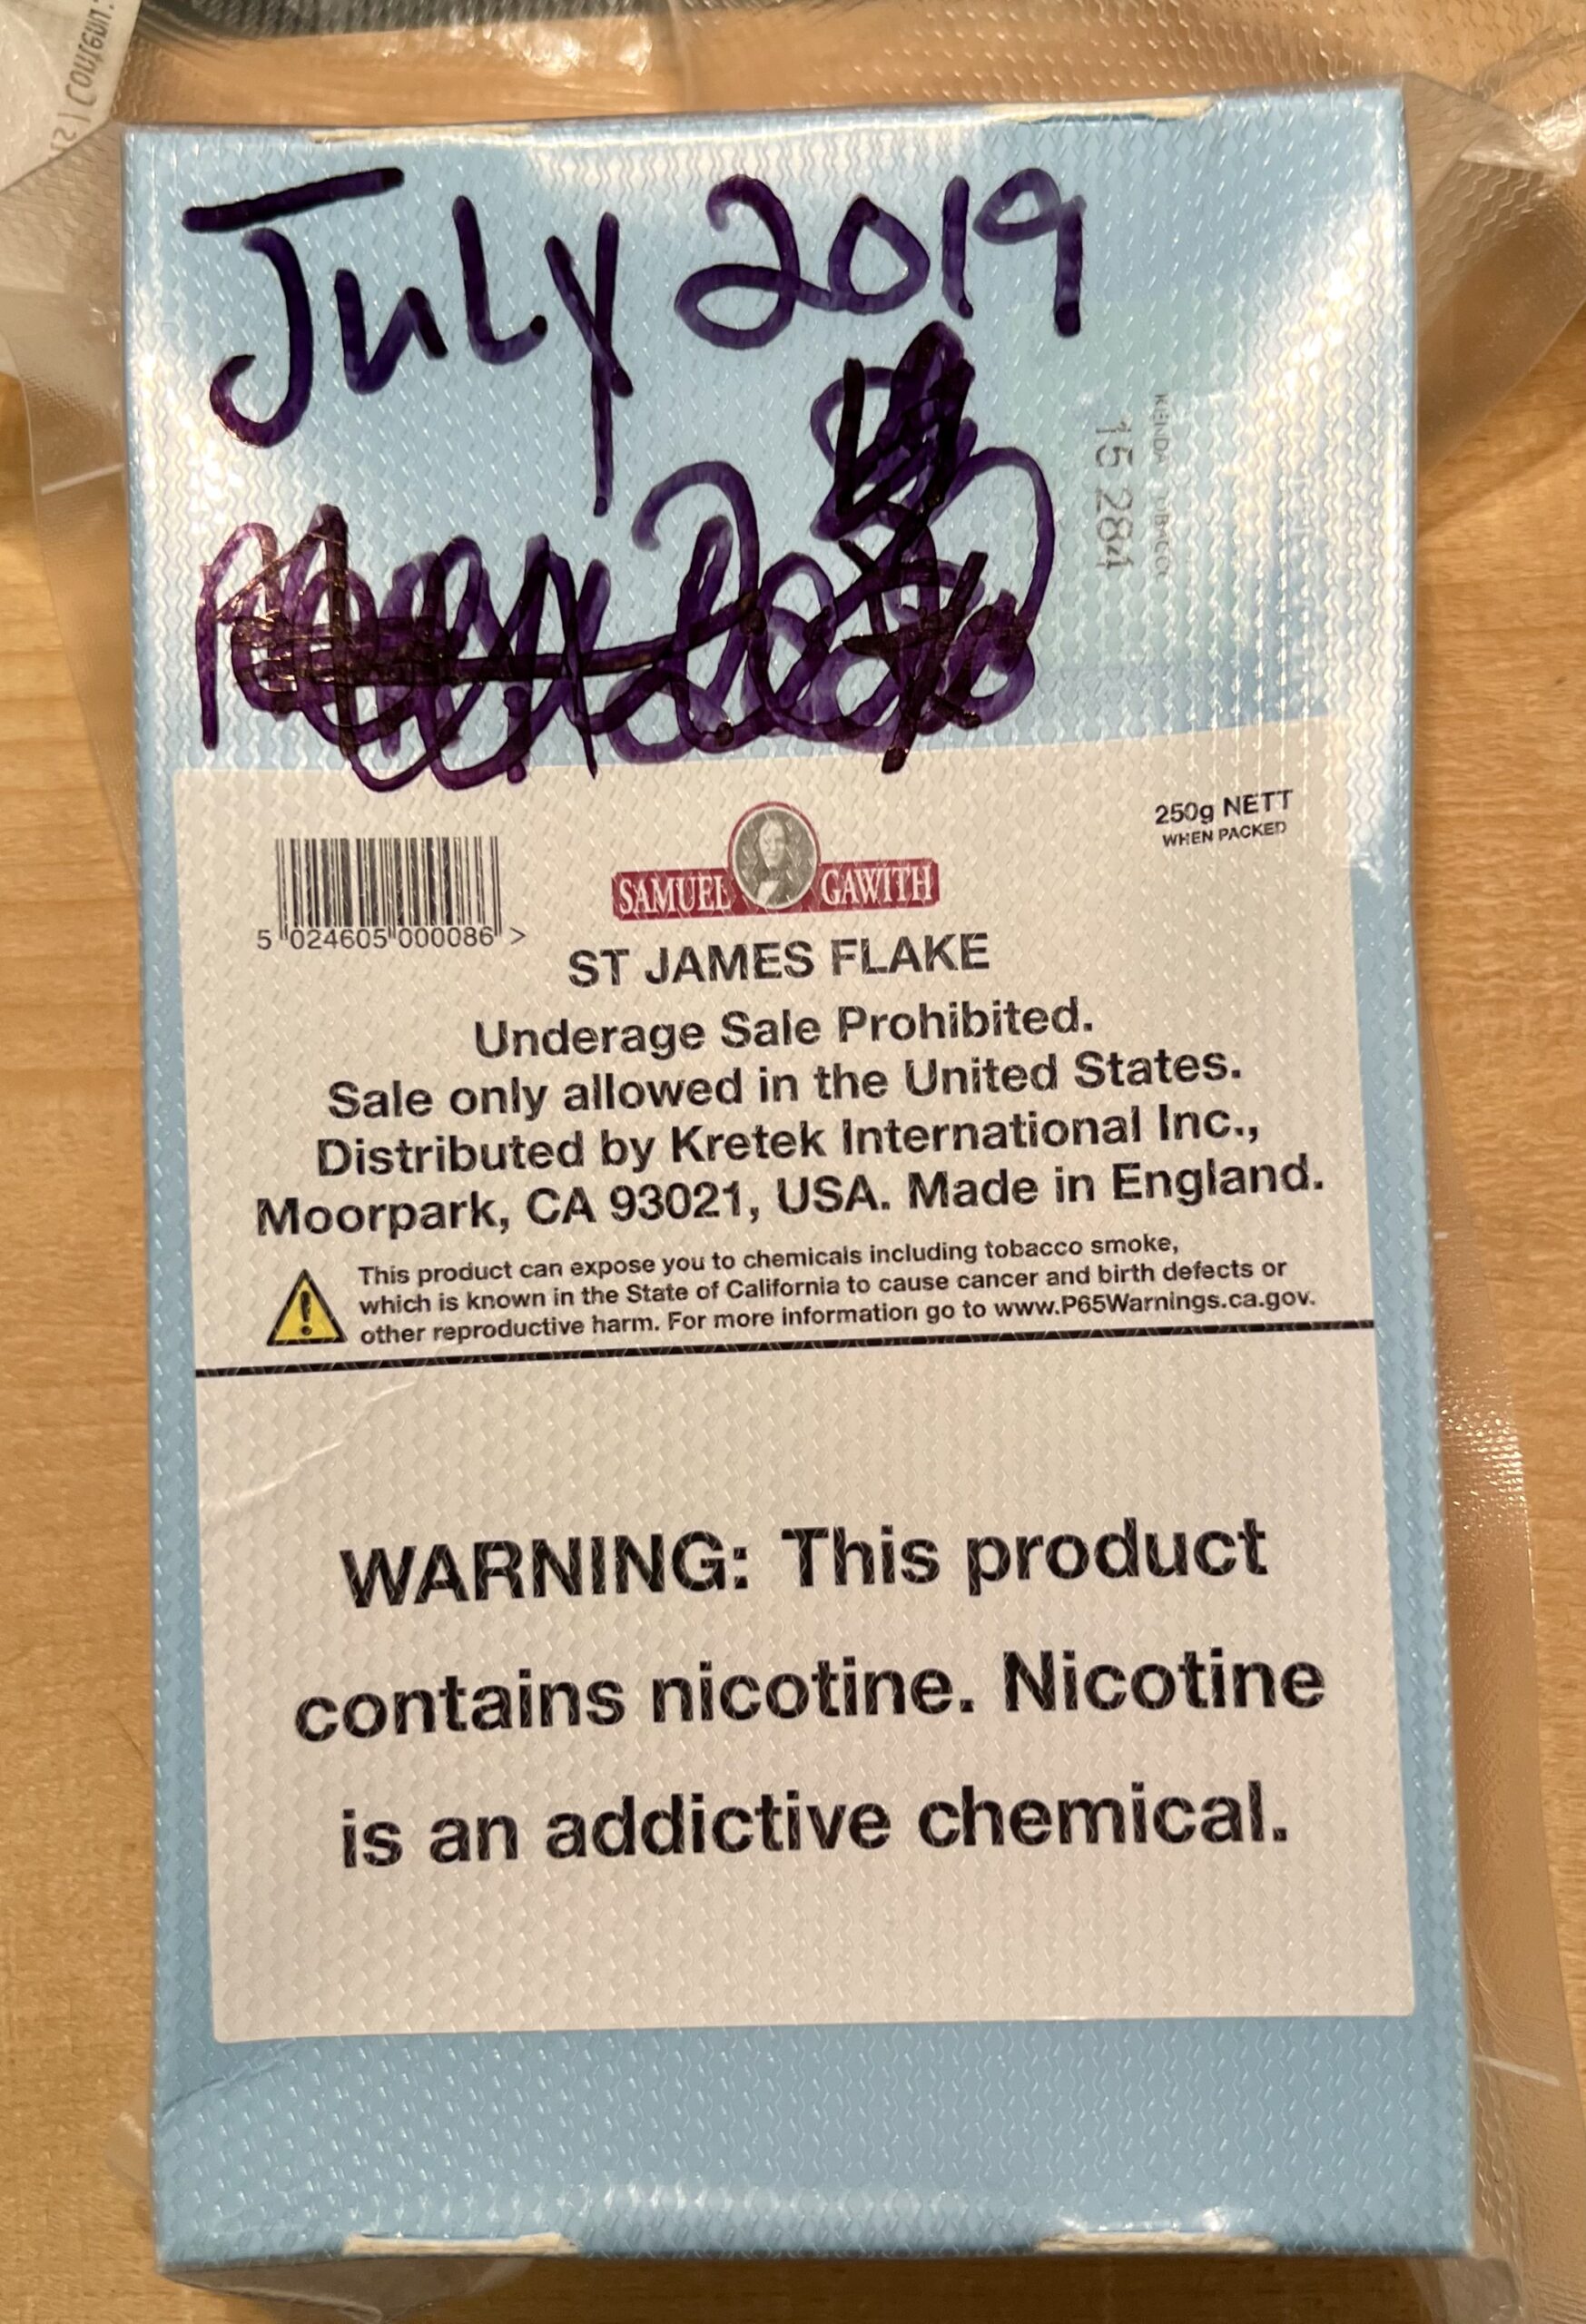 July 2019
15 284
250g NETT
WHEN PACKED
5 024605 000086 >
SAMUEL GAWITH
ST JAMES FLAKE
Underage Sale Prohibited.
Sale only allowed in the United States.
Distributed by Kretek International Inc.,
Moorpark, CA 93021, USA. Made in England.
This product can expose you to chemicals including tobacco smoke,
which is known in the State of California to cause cancer and birth defects or
other reproductive harm. For more information go to www.P65Warnings.ca.gov.
WARNING: This product
contains nicotine. Nicotine
is an addictive chemical.